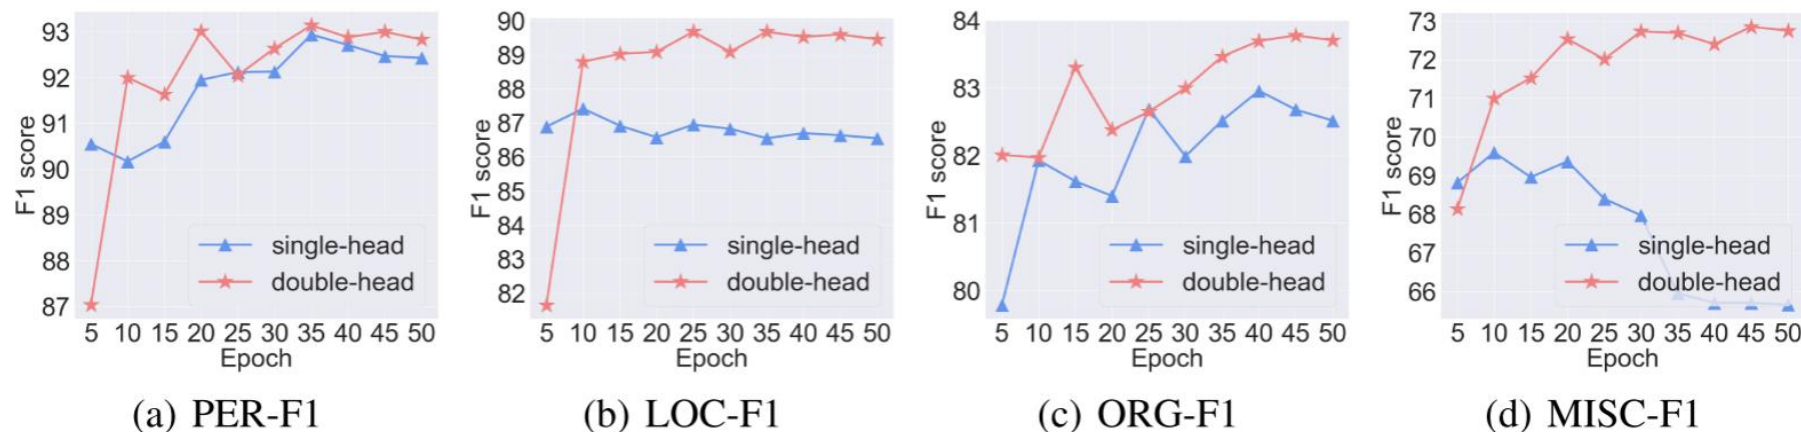 93
92
91
90
89
88
87
F1 score
single-head
double-head
5 10 15 20 25 30 35 40 45 50
Epoch
(a) PER-F1
90
89
88
87
86
85
84
83
82
F1 score
single-head
double-head
5 10 15 20 25 30 35 40 45 50
Epoch
(b) LOC-F1
84
83
82
81
80
F1 score
single-head
double-head
5 10 15 20 25 30 35 40 45 50
Epoch
(c) ORG-F1
73
72
71
70
69
68
67
66
F1 score
single-head
double-head
5 10 15 20 25 30 35 40 45 50
Epoch
(d) MISC-F1